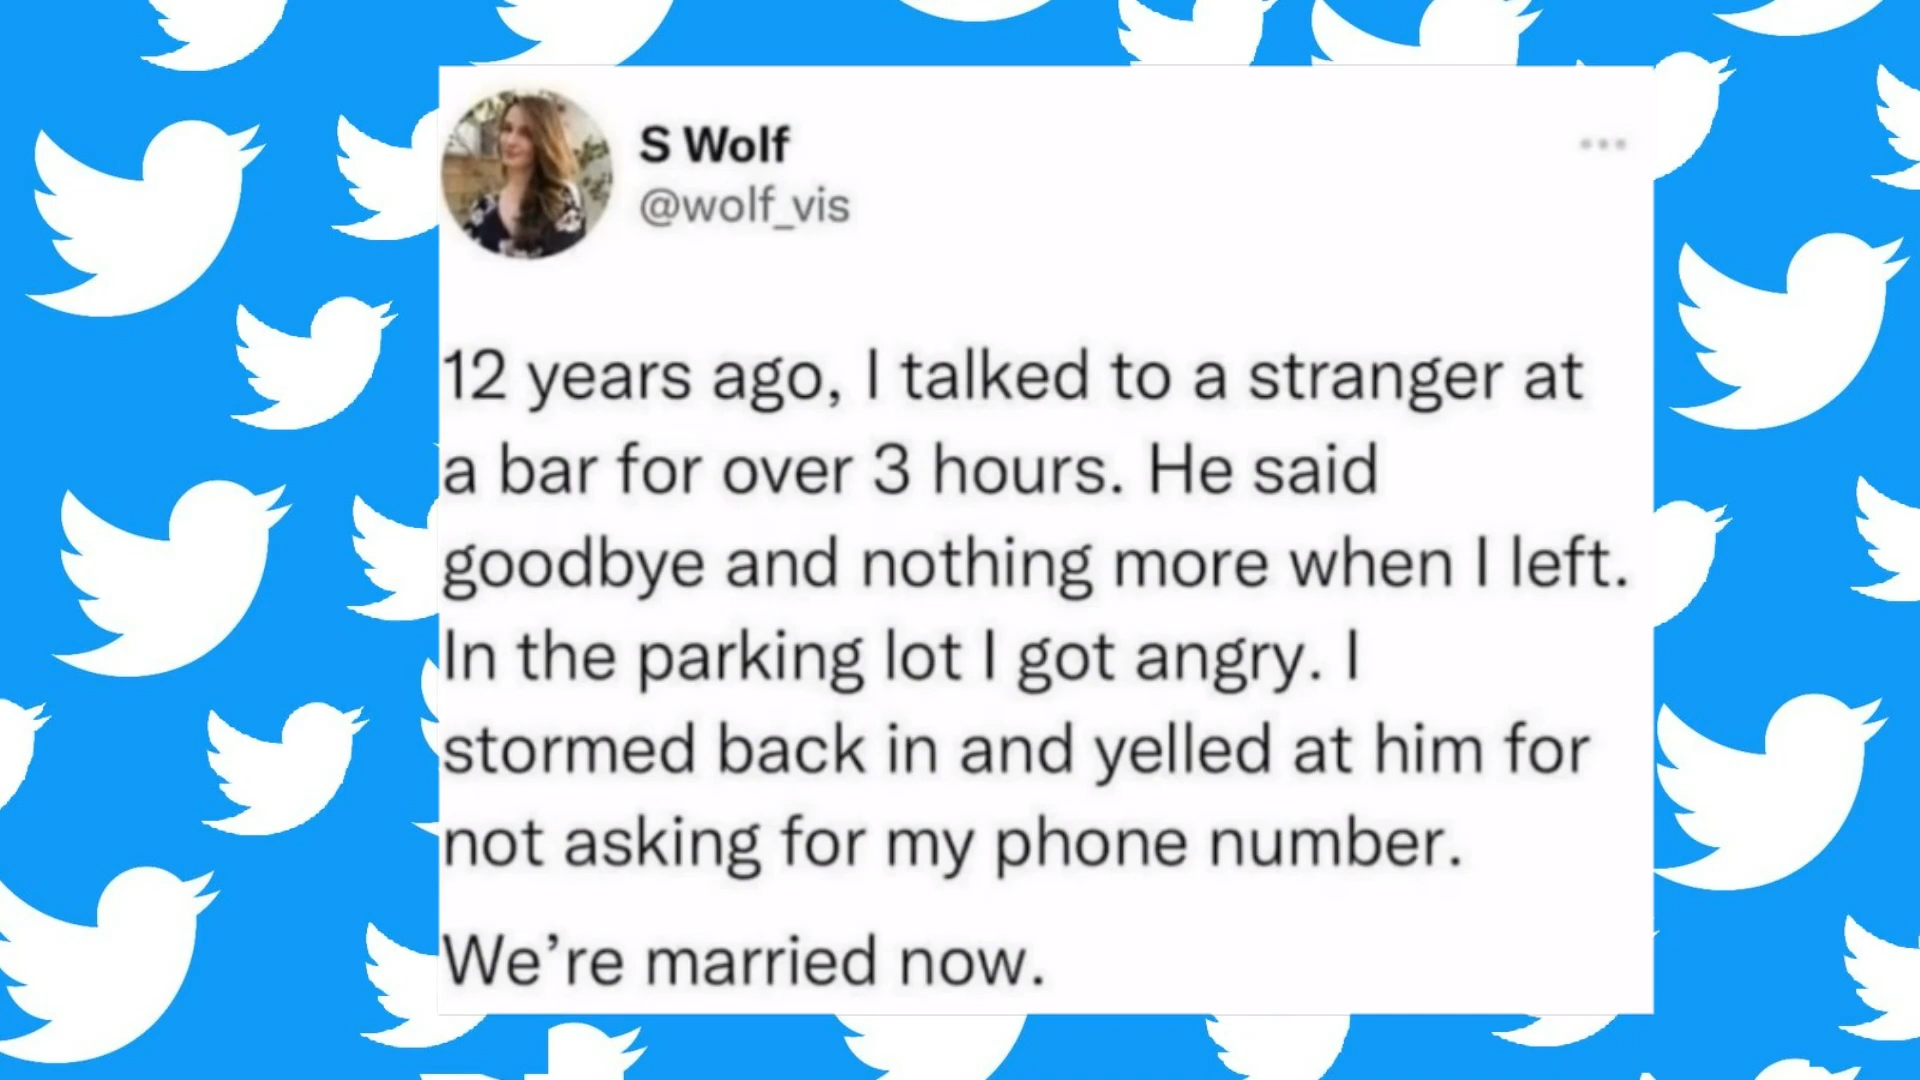 S Wolf
@wolf_vis
12 years ago, I talked to a stranger at
a bar for over 3 hours. He said
goodbye and nothing more when I left.
In the parking lot I got angry. I
stormed back in and yelled at him for
not asking for my phone number.
We’re married now.